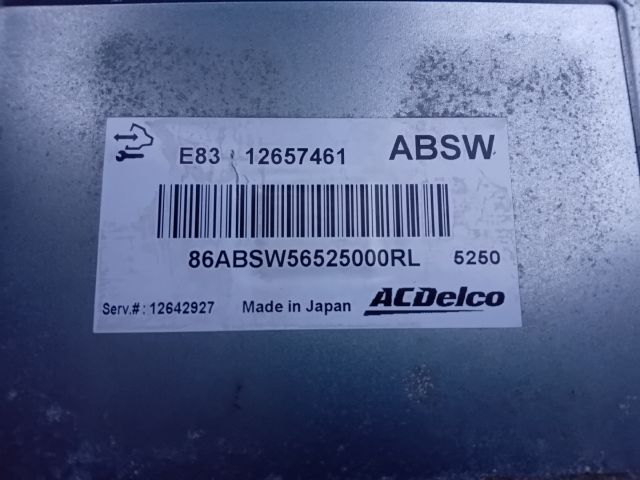 E83 12657461 ABSW
86ABSW56525000RL 5250
Serv.#: 12642927 Made in Japan ACDelco